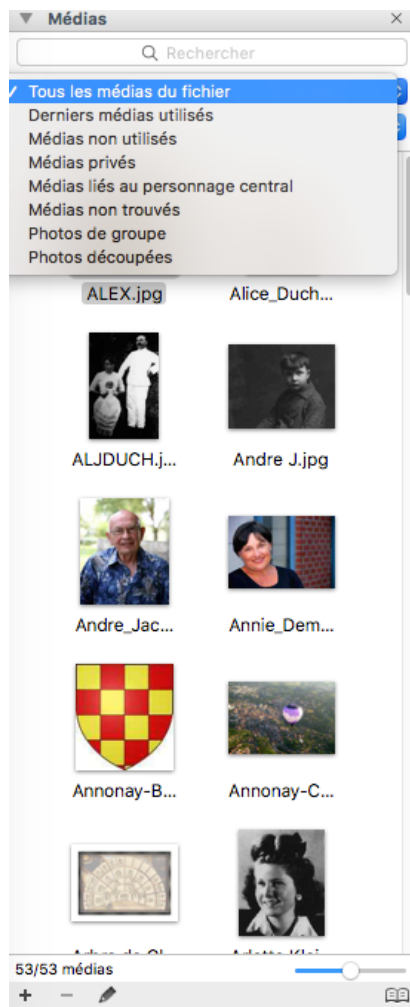 Médias
Rechercher
Tous les médias du fichier
Derniers médias utilisés
Médias non utilisés
Médias privés
Médias liés au personnage central
Médias non trouvés
Photos de groupe
Photos découpées
ALEX.jpg Alice_Duch...
ALJDUCH.j... Andre J.jpg
Andre_Jac... Annie_Dem...
Annonay-B... Annonay-C...
53/53 médias